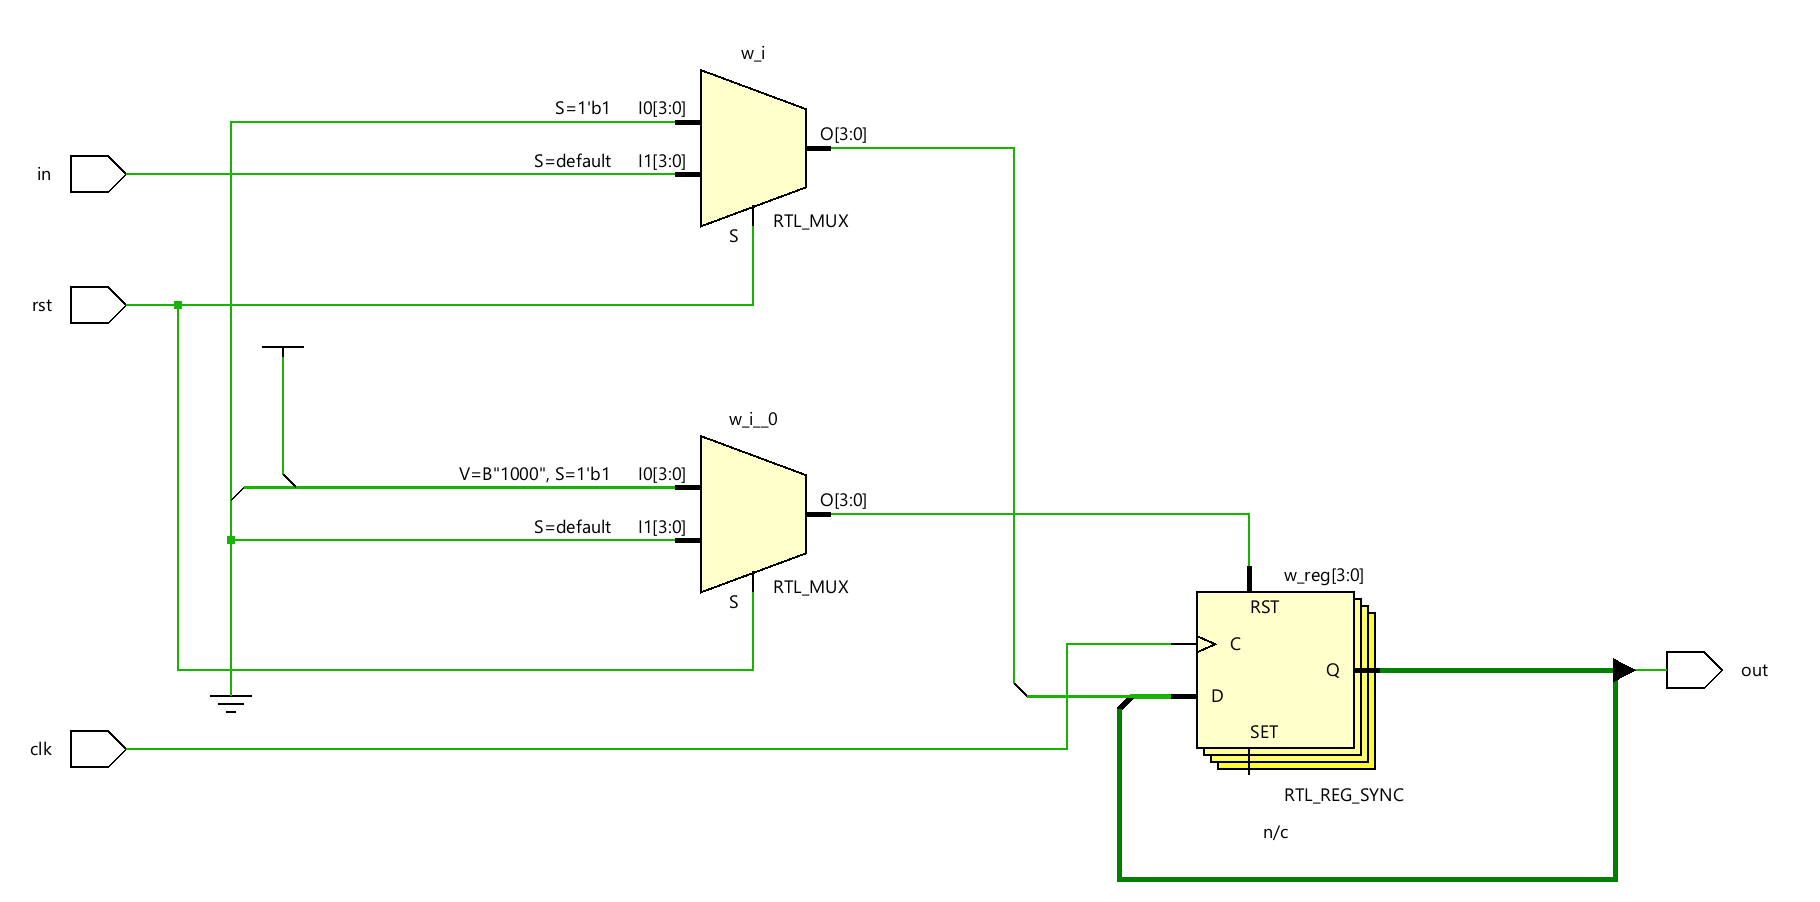 w_i
S=1'b1 I0[3:0]
O[3:0]
S=default I1[3:0]
in
RTL_MUX
S
rst
w_i__0
V=B"1000", S=1'b1 I0[3:0]
O[3:0]
S=default I1[3:0]
RTL_MUX
S
w_reg[3:0]
RST
C
Q
out
D
SET
clk
RTL_REG_SYNC
n/c